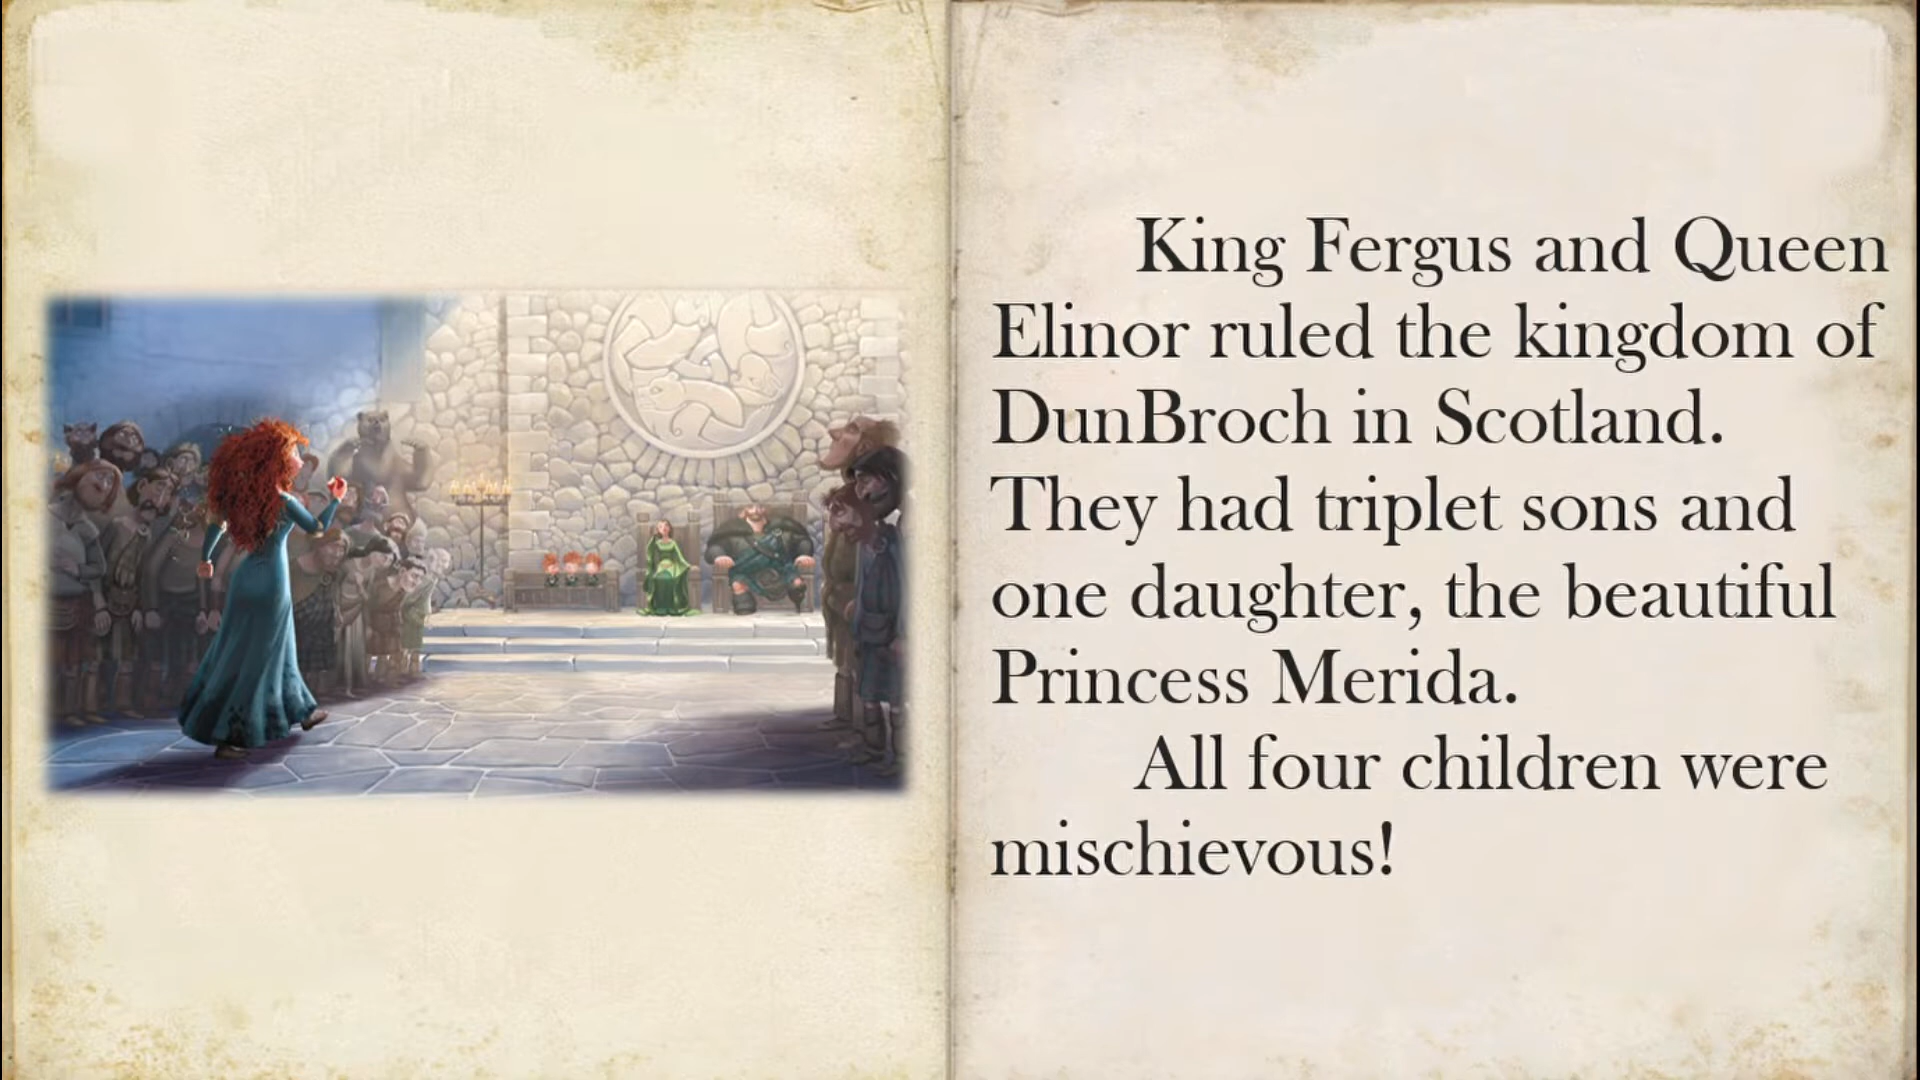 King Fergus and Queen
Elinor ruled the kingdom of
DunBroch in Scotland.
They had triplet sons and
one daughter, the beautiful
Princess Merida.
All four children were
mischievous!